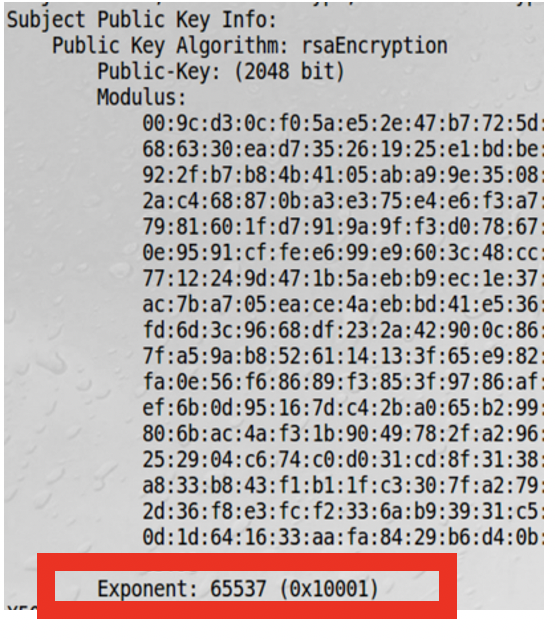 Subject Public Key Info:
Public Key Algorithm: rsaEncryption
Public-Key: (2048 bit)
Modulus:
00:9c:d3:0c:f0:5a:e5:2e:47:b7:72:5d:
68:63:30:ea:d7:35:26:19:25:e1:bd:be:
92:2f:b7:b8:4b:41:05:ab:a9:9e:35:08:
2a:c4:68:87:0b:a3:e3:75:e4:e6:f3:a7:
79:81:60:1f:d7:91:9a:9f:f3:d0:78:67:
0e:95:91:cf:fe:e6:99:e9:60:3c:48:cc:
77:12:24:9d:47:1b:5a:eb:b9:ec:1e:37:
ac:7b:a7:05:ea:ce:4a:eb:bd:41:e5:36:
fd:6d:3c:96:68:df:23:2a:42:90:0c:86:
7f:a5:9a:b8:52:61:14:13:3f:65:e9:82:
fa:0e:56:f6:86:89:f3:85:3f:97:86:af:
ef:6b:0d:95:16:7d:c4:2b:a0:65:b2:99:
80:6b:ac:4a:f3:1b:90:49:78:2f:a2:96:
25:29:04:c6:74:c0:d0:31:cd:8f:31:38:
a8:33:b8:43:f1:b1:1f:c3:30:7f:a2:79:
2d:36:f8:e3:fc:f2:33:6a:b9:39:31:c5:
0d:1d:64:16:33:aa:fa:84:29:b6:d4:0b:
Exponent: 65537 (0x10001)